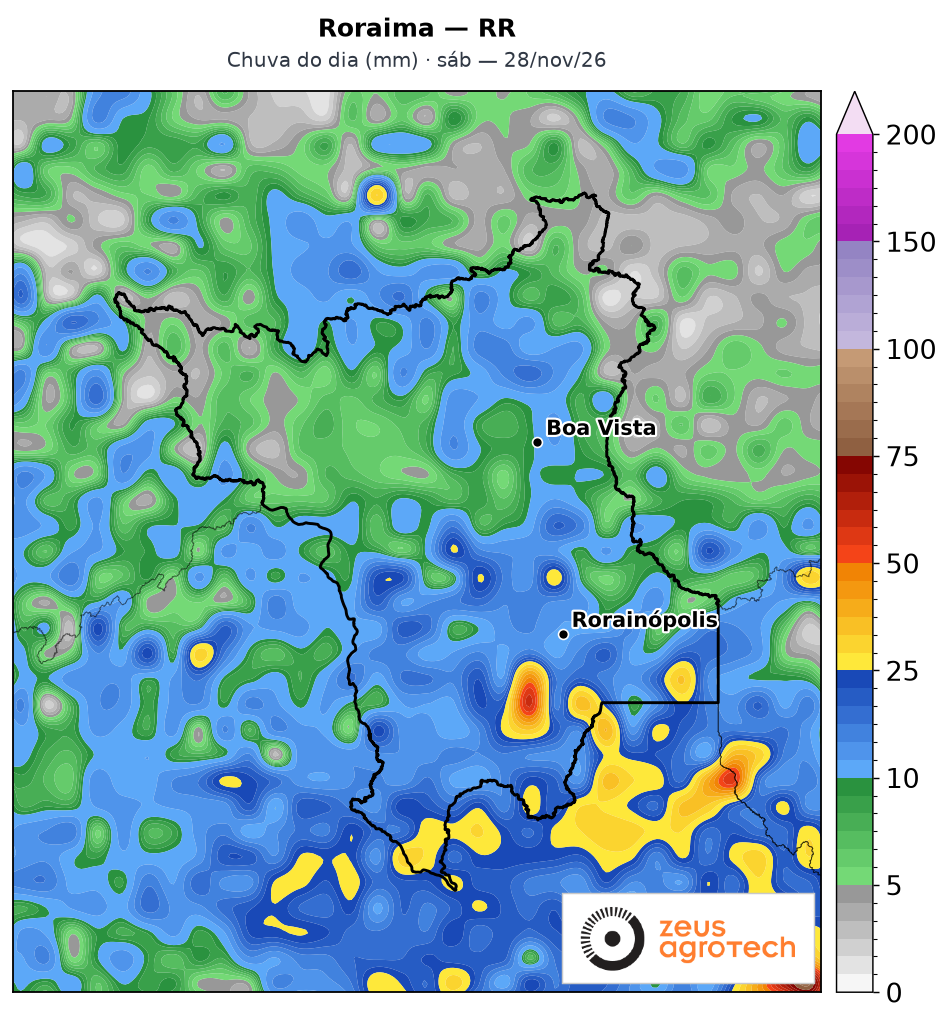 Roraima — RR
Chuva do dia (mm) · sáb — 28/nov/26
200
150
100
75
50
25
10
5
0
Boa Vista
Rorainópolis
zeus
agrotech